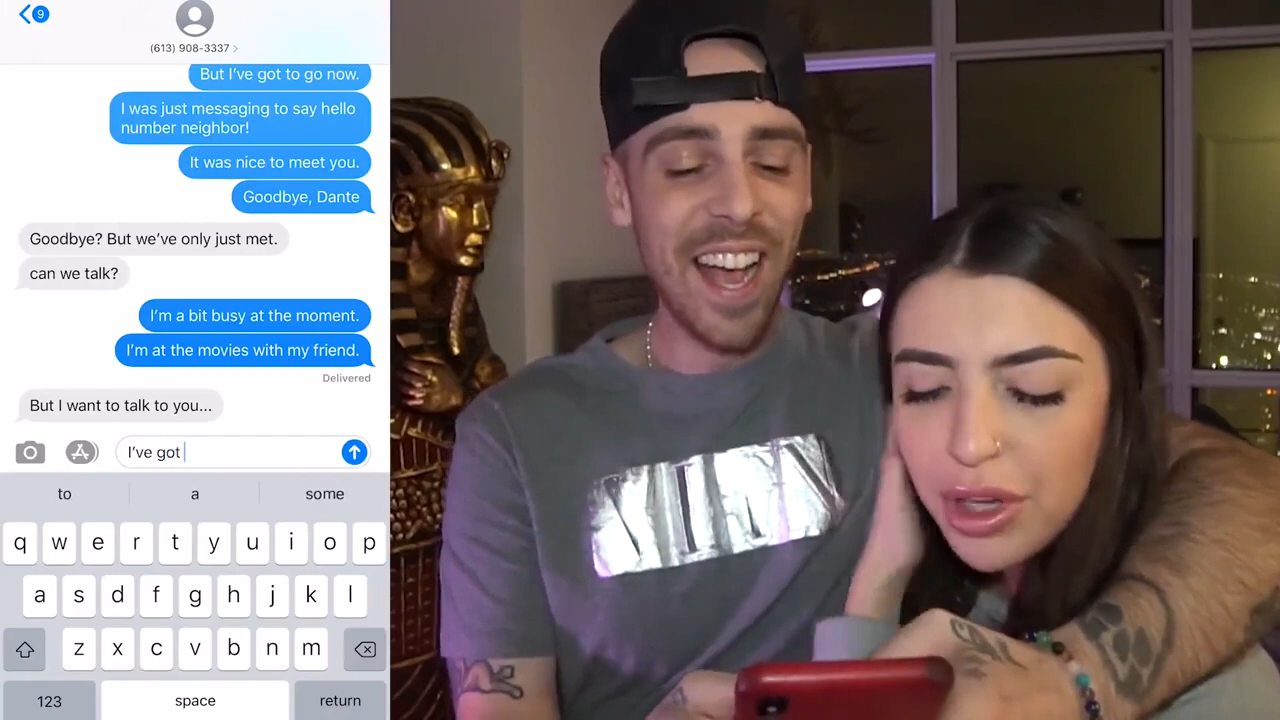 9
(613) 908-3337 >
But I’ve got to go now.
I was just messaging to say hello
number neighbor!
It was nice to meet you.
Goodbye, Dante
Goodbye? But we’ve only just met.
can we talk?
I’m a bit busy at the moment.
I’m at the movies with my friend.
Delivered
But I want to talk to you...
I’ve got
to a some
q w e r t y u i o p
a s d f g h j k l
z x c v b n m
123 space return